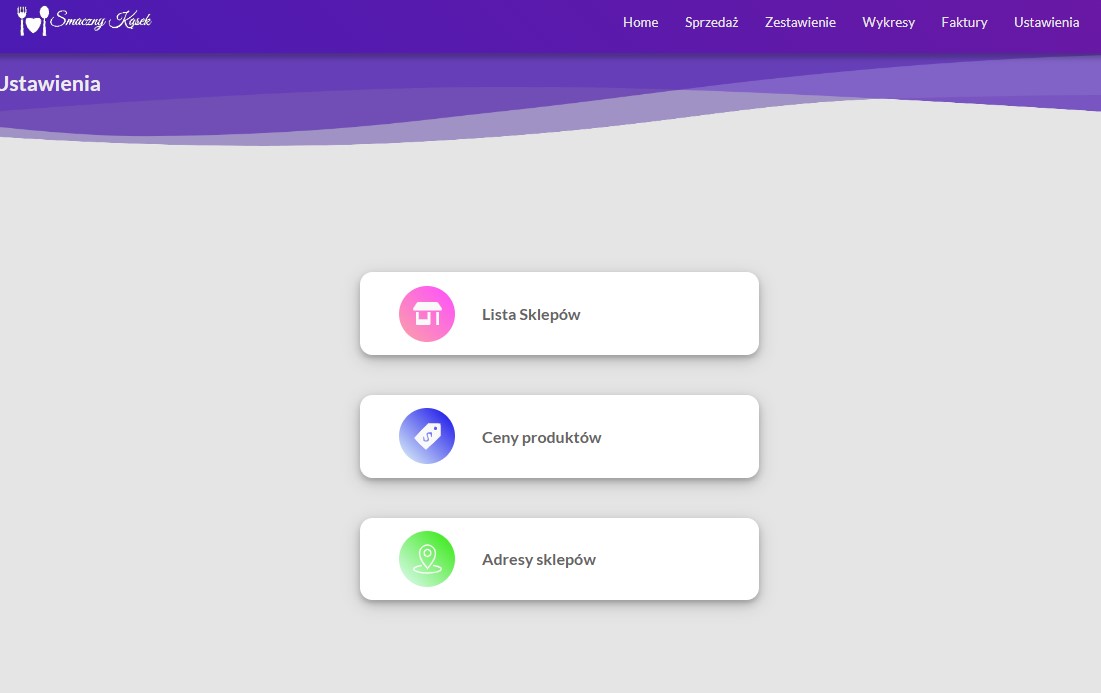 Smaczny Kąsek
Home Sprzedaż Zestawienie Wykresy Faktury Ustawienia
Ustawienia
Lista Sklepów
Ceny produktów
Adresy sklepów